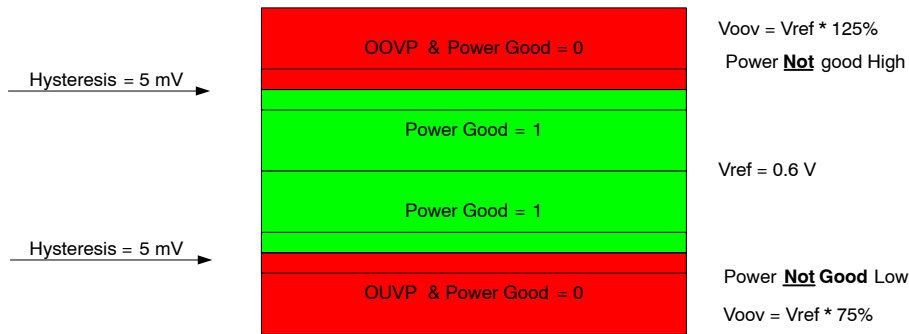 Voov = Vref * 125%
OOVP & Power Good = 0
Power Not good High
Hysteresis = 5 mV
Power Good = 1
Vref = 0.6 V
Power Good = 1
Hysteresis = 5 mV
Power Not Good Low
OUVP & Power Good = 0
Voov = Vref * 75%